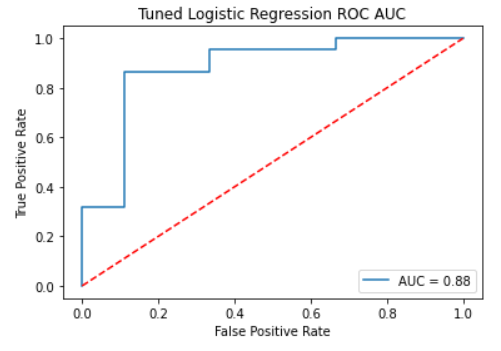 Tuned Logistic Regression ROC AUC
1.0
0.8
0.6
0.4
0.2
0.0
True Positive Rate
AUC = 0.88
0.0 0.2 0.4 0.6 0.8 1.0
False Positive Rate